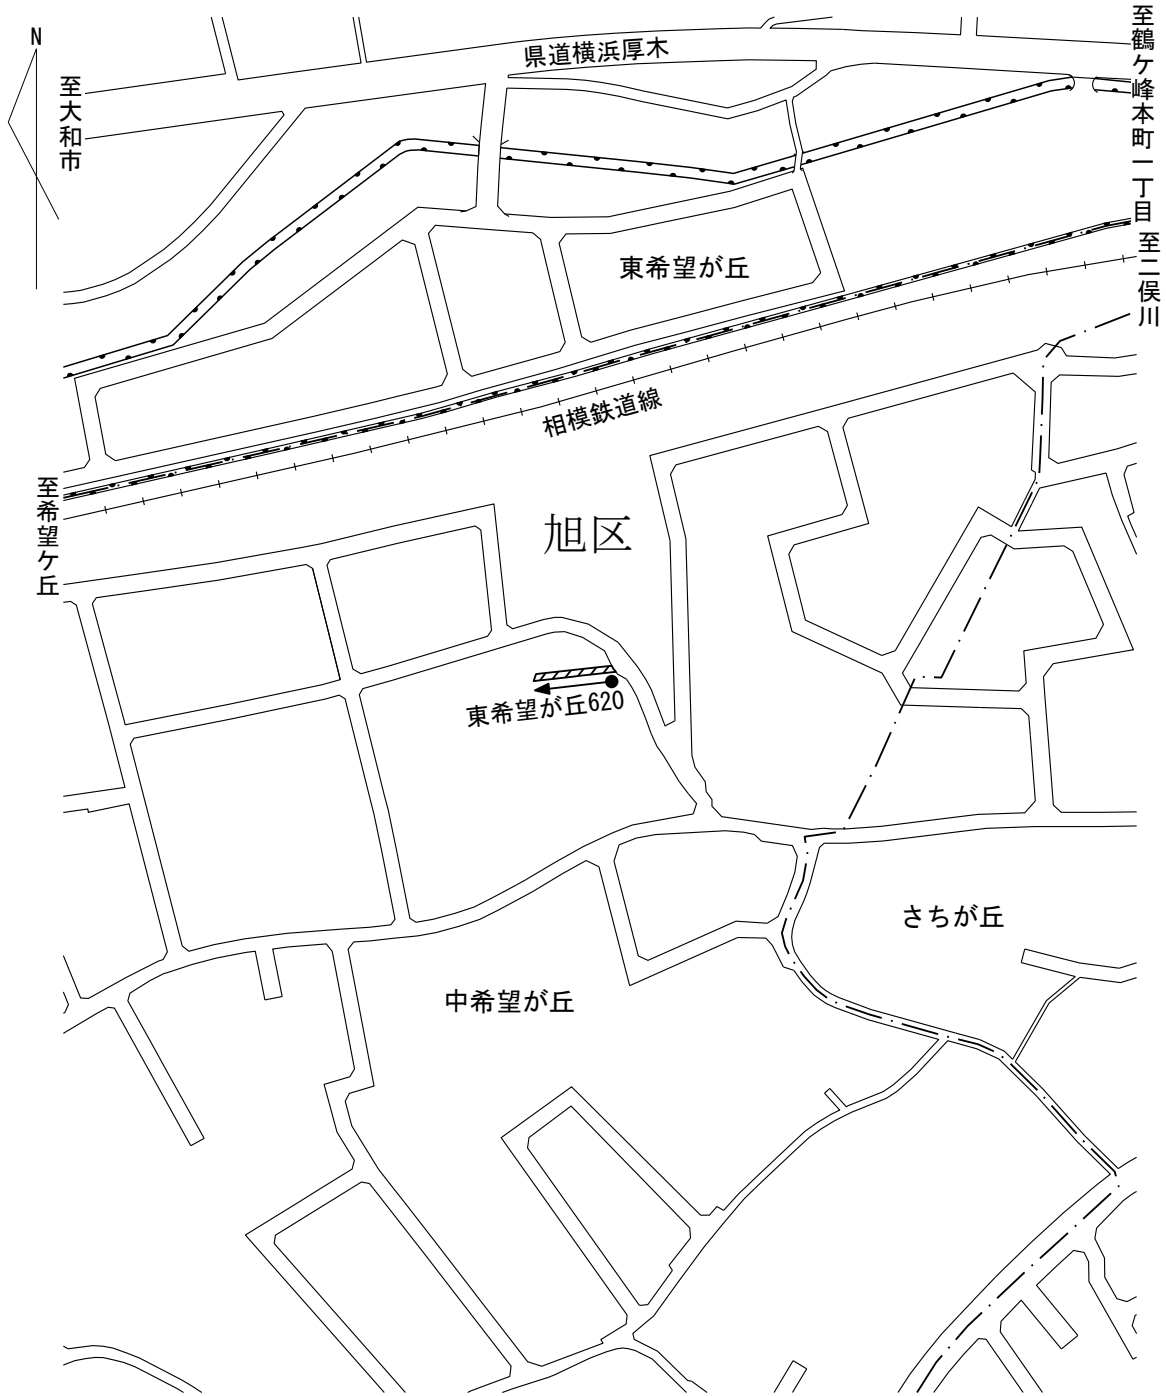 N
至大和市
県道横浜厚木
至鶴ケ峰本町一丁目
至二俣川
東希望が丘
相模鉄道線
至希望ケ丘
旭区
東希望が丘620
さちが丘
中希望が丘